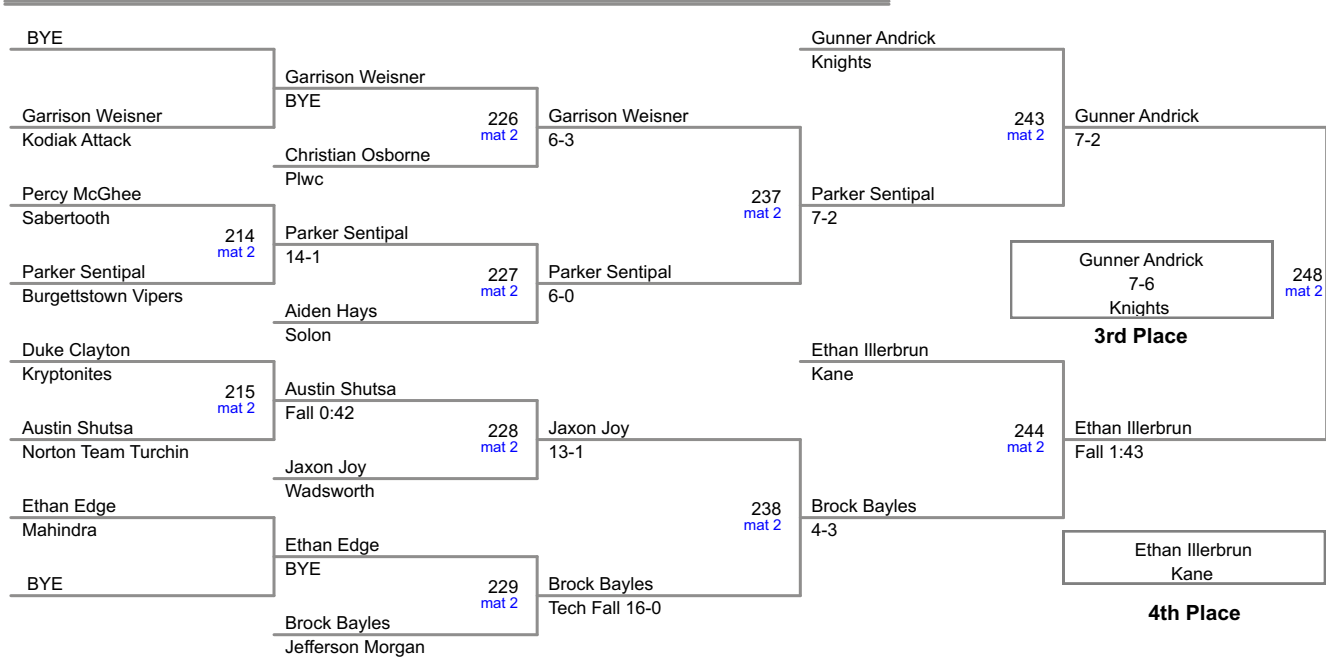 BYE
Garrison Weisner
Kodiak Attack
Percy McGhee
Sabertooth
214
mat 2
Parker Sentipal
Burgettstown Vipers
Duke Clayton
Kryptonites
215
mat 2
Austin Shutsa
Norton Team Turchin
Ethan Edge
Mahindra
BYE
Garrison Weisner
BYE
226
mat 2
Christian Osborne
Plwc
Parker Sentipal
14-1
227
mat 2
Aiden Hays
Solon
Austin Shutsa
Fall 0:42
228
mat 2
Jaxon Joy
Wadsworth
Ethan Edge
BYE
229
mat 2
Brock Bayles
Jefferson Morgan
Garrison Weisner
6-3
237
mat 2
Parker Sentipal
6-0
Jaxon Joy
13-1
238
mat 2
Brock Bayles
Tech Fall 16-0
Gunner Andrick
Knights
243
mat 2
Parker Sentipal
7-2
Ethan Illerbrun
Kane
244
mat 2
Brock Bayles
4-3
Gunner Andrick
7-2
Gunner Andrick
7-6
Knights
248
mat 2
3rd Place
Ethan Illerbrun
Fall 1:43
Ethan Illerbrun
Kane
4th Place